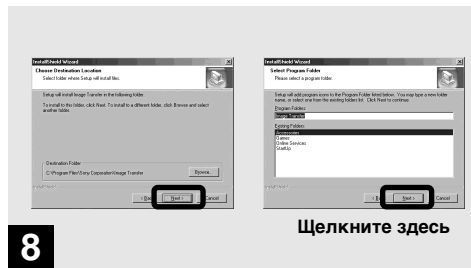 InstallShield Wizard
Choose Destination Location
Select folder where Setup will install files.
Setup will install Image Transfer in the following folder.
To install to this folder, click Next. To install to a different folder, click Browse and select
another folder.
Destination Folder
C:\Program Files\Sony Corporation\Image Transfer
Browse...
Next >
Cancel
InstallShield Wizard
Select Program Folder
Please select a program folder.
Setup will add program icons to the Program Folder listed below. You may type a new folder
name, or select one from the existing folders list. Click Next to continue.
Program Folders:
Image Transfer
Existing Folders:
Accessories
Games
Online Services
StartUp
Next >
Cancel
Щелкните здесь
8